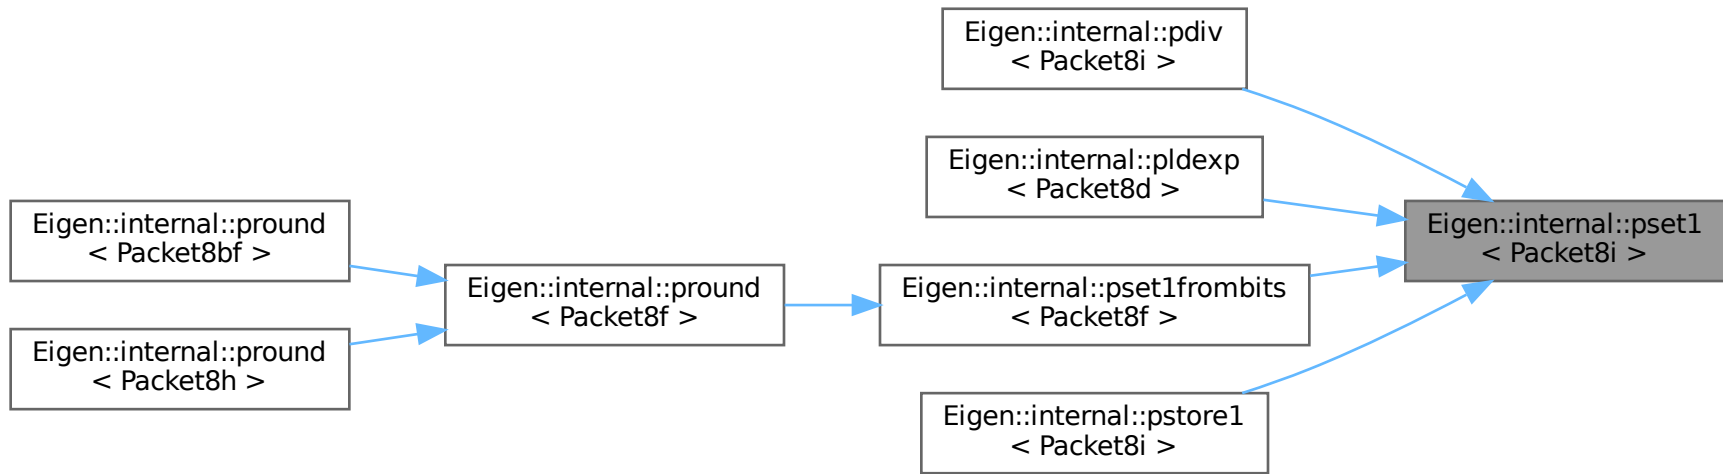 Eigen::internal::pdiv
< Packet8i >
Eigen::internal::pldexp
< Packet8d >
Eigen::internal::pround
< Packet8bf >
Eigen::internal::pset1
< Packet8i >
Eigen::internal::pround
< Packet8f >
Eigen::internal::pset1frombits
< Packet8f >
Eigen::internal::pround
< Packet8h >
Eigen::internal::pstore1
< Packet8i >